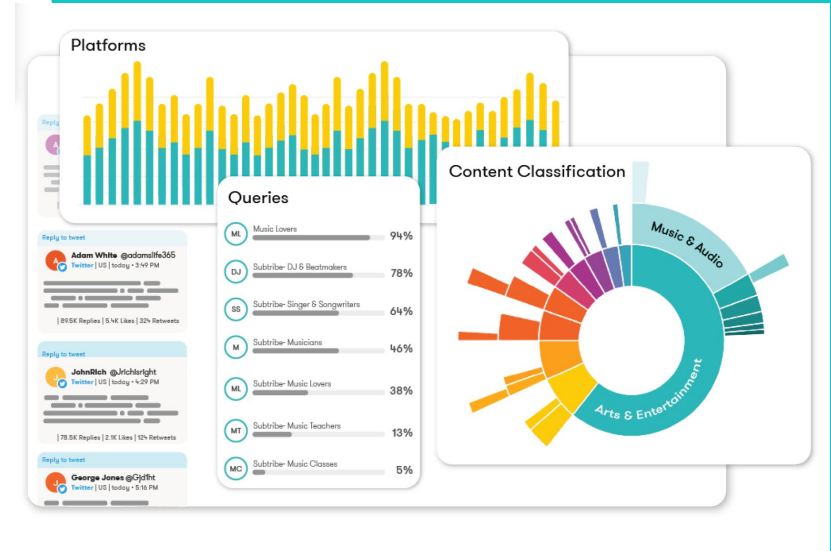 Platforms
Reply
Reply to tweet
Adam White @adamslife365
Twitter | US | today • 3:49 PM
| 89.5K Replies | 5.4K Likes | 324 Retweets
Reply to tweet
JohnRich @Jrichisright
Twitter | US | today • 4:29 PM
| 78.5K Replies | 2.1K Likes | 124 Retweets
Reply to tweet
George Jones @Gjd1ht
Twitter | US | today • 5:16 PM
Queries
ML Music Lovers 94%
DJ Subtribe- DJ & Beatmakers 78%
SS Subtribe- Singer & Songwriters 64%
M Subtribe- Musicians 46%
ML Subtribe- Music Lovers 38%
MT Subtribe- Music Teachers 13%
MC Subtribe- Music Classes 5%
Content Classification
Music & Audio
Arts & Entertainment